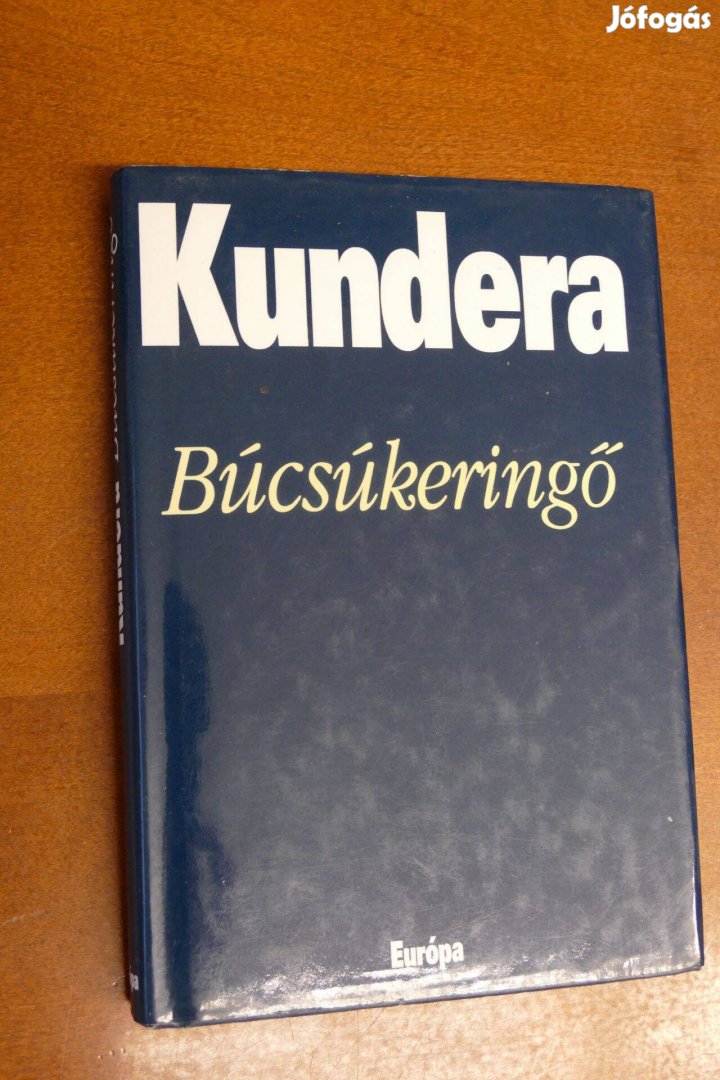 Jófogás
Kundera
Búcsúkeringő
Európa